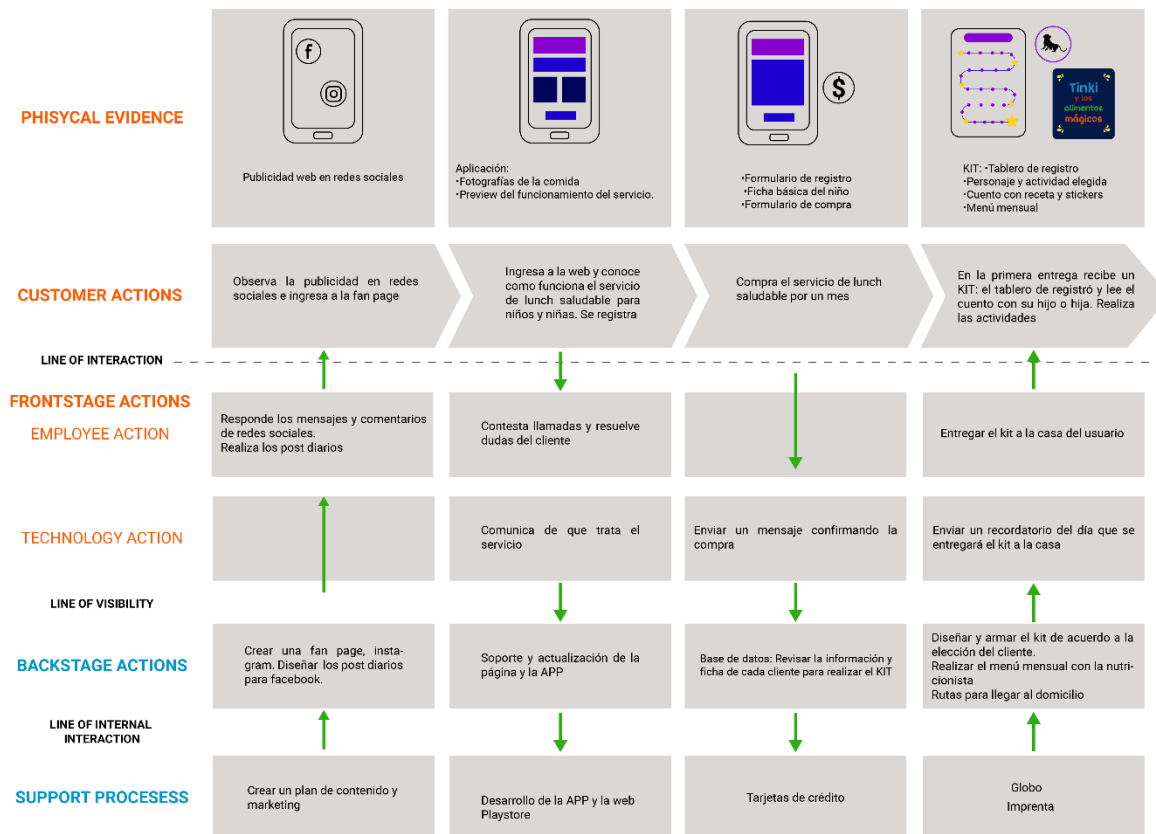 PHISYCAL EVIDENCE
f
Publicidad web en redes sociales
Aplicación:
•Fotografías de la comida
•Preview del funcionamiento del servicio.
$
•Formulario de registro
•Ficha básica del niño
•Formulario de compra
Tinki
y los
alimentos
mágicos
KIT: •Tablero de registro
•Personaje y actividad elegida
•Cuento con receta y stickers
•Menú mensual
CUSTOMER ACTIONS
Observa la publicidad en redes
sociales e ingresa a la fan page
Ingresa a la web y conoce
como funciona el servicio
de lunch saludable para
niños y niñas. Se registra
Compra el servicio de lunch
saludable por un mes
En la primera entrega recibe un
KIT: el tablero de registró y lee el
cuento con su hijo o hija. Realiza
las actividades
LINE OF INTERACTION
FRONTSTAGE ACTIONS
EMPLOYEE ACTION
Responde los mensajes y comentarios
de redes sociales.
Realiza los post diarios
Contesta llamadas y resuelve
dudas del cliente
Entregar el kit a la casa del usuario
TECHNOLOGY ACTION
Comunica de que trata el
servicio
Enviar un mensaje confirmando la
compra
Enviar un recordatorio del día que se
entregará el kit a la casa
LINE OF VISIBILITY
BACKSTAGE ACTIONS
Crear una fan page, insta-
gram. Diseñar los post diarios
para facebook.
Soporte y actualización de la
página y la APP
Base de datos: Revisar la información y
ficha de cada cliente para realizar el KIT
Diseñar y armar el kit de acuerdo a la
elección del cliente.
Realizar el menú mensual con la nutri-
cionista
Rutas para llegar al domicilio
LINE OF INTERNAL
INTERACTION
SUPPORT PROCESESS
Crear un plan de contenido y
marketing
Desarrollo de la APP y la web
Playstore
Tarjetas de crédito
Globo
Imprenta